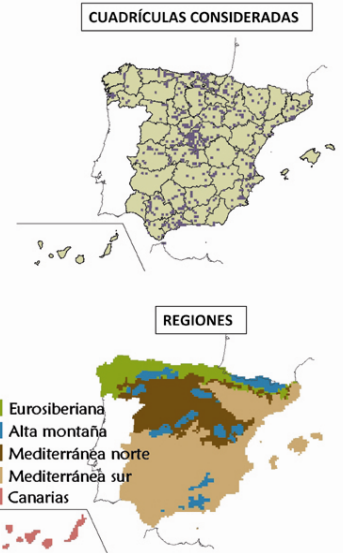 CUADRÍCULAS CONSIDERADAS
REGIONES
Eurosiberiana
Alta montaña
Mediterránea norte
Mediterránea sur
Canarias